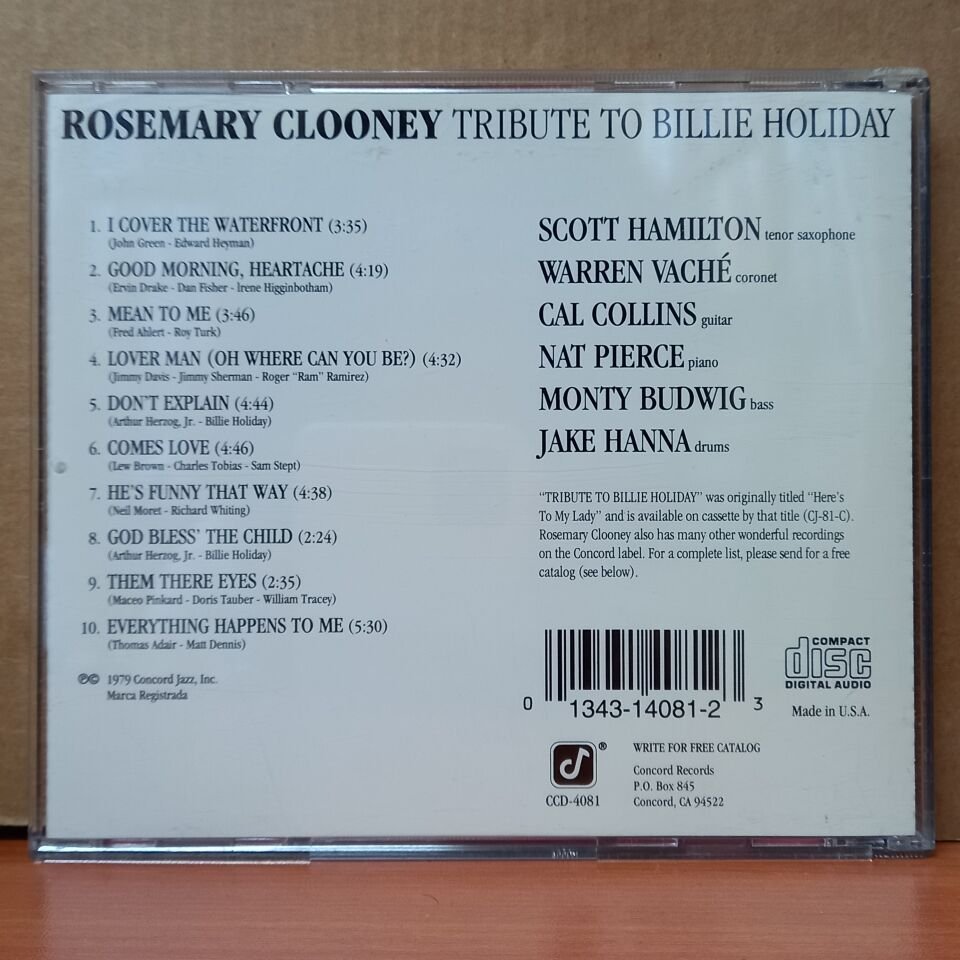 ROSEMARY CLOONEY TRIBUTE TO BILLIE HOLIDAY
1. I COVER THE WATERFRONT (3:35)
(John Green - Edward Heyman)
2. GOOD MORNING, HEARTACHE (4:19)
(Ervin Drake - Dan Fisher - Irene Higginbotham)
3. MEAN TO ME (3:46)
(Fred Ahlert - Roy Turk)
4. LOVER MAN (OH WHERE CAN YOU BE?) (4:32)
(Jimmy Davis - Jimmy Sherman - Roger "Ram" Ramirez)
5. DON'T EXPLAIN (4:44)
(Arthur Herzog, Jr. - Billie Holiday)
6. COMES LOVE (4:46)
(Lew Brown - Charles Tobias - Sam Stept)
7. HE'S FUNNY THAT WAY (4:38)
(Neil Moret - Richard Whiting)
8. GOD BLESS' THE CHILD (2:24)
(Arthur Herzog, Jr. - Billie Holiday)
9. THEM THERE EYES (2:35)
(Maceo Pinkard - Doris Tauber - William Tracey)
10. EVERYTHING HAPPENS TO ME (5:30)
(Thomas Adair - Matt Dennis)
℗© 1979 Concord Jazz, Inc.
Marca Registrada
SCOTT HAMILTON tenor saxophone
WARREN VACHÉ coronet
CAL COLLINS guitar
NAT PIERCE piano
MONTY BUDWIG bass
JAKE HANNA drums
"TRIBUTE TO BILLIE HOLIDAY" was originally titled "Here's
To My Lady" and is available on cassette by that title (CJ-81-C).
Rosemary Clooney also has many other wonderful recordings
on the Concord label. For a complete list, please send for a free
catalog (see below).
0 1343-14081-2 3
COMPACT
disc
DIGITAL AUDIO
Made in U.S.A.
®
CCD-4081
WRITE FOR FREE CATALOG
Concord Records
P.O. Box 845
Concord, CA 94522